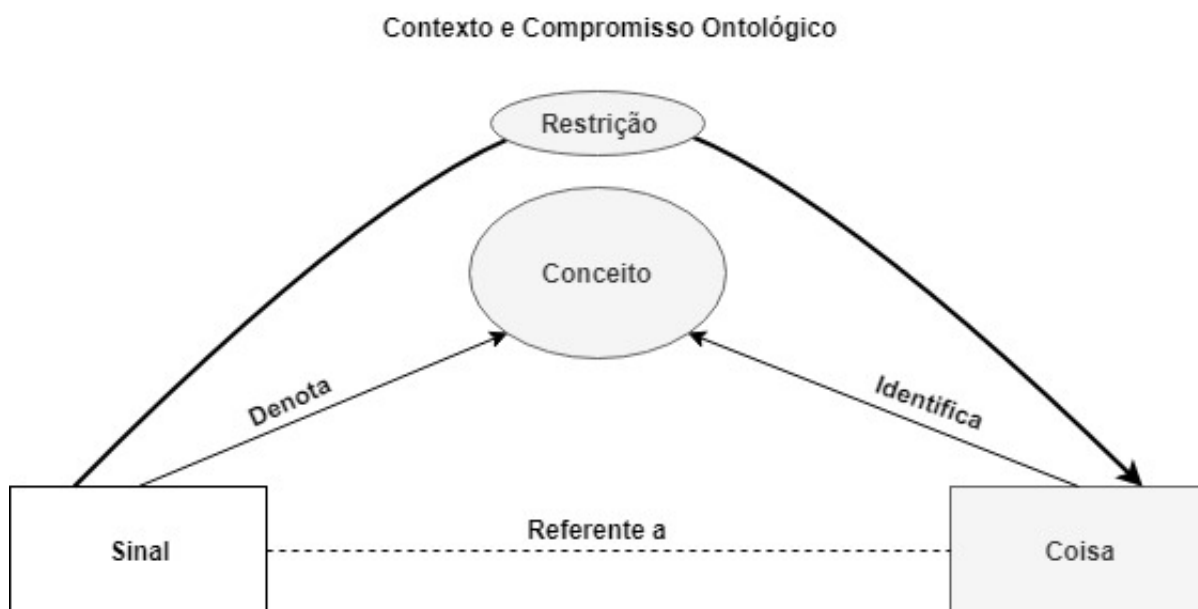 Contexto e Compromisso Ontológico
Restrição
Conceito
Denota
Identifica
Referente a
Sinal
Coisa